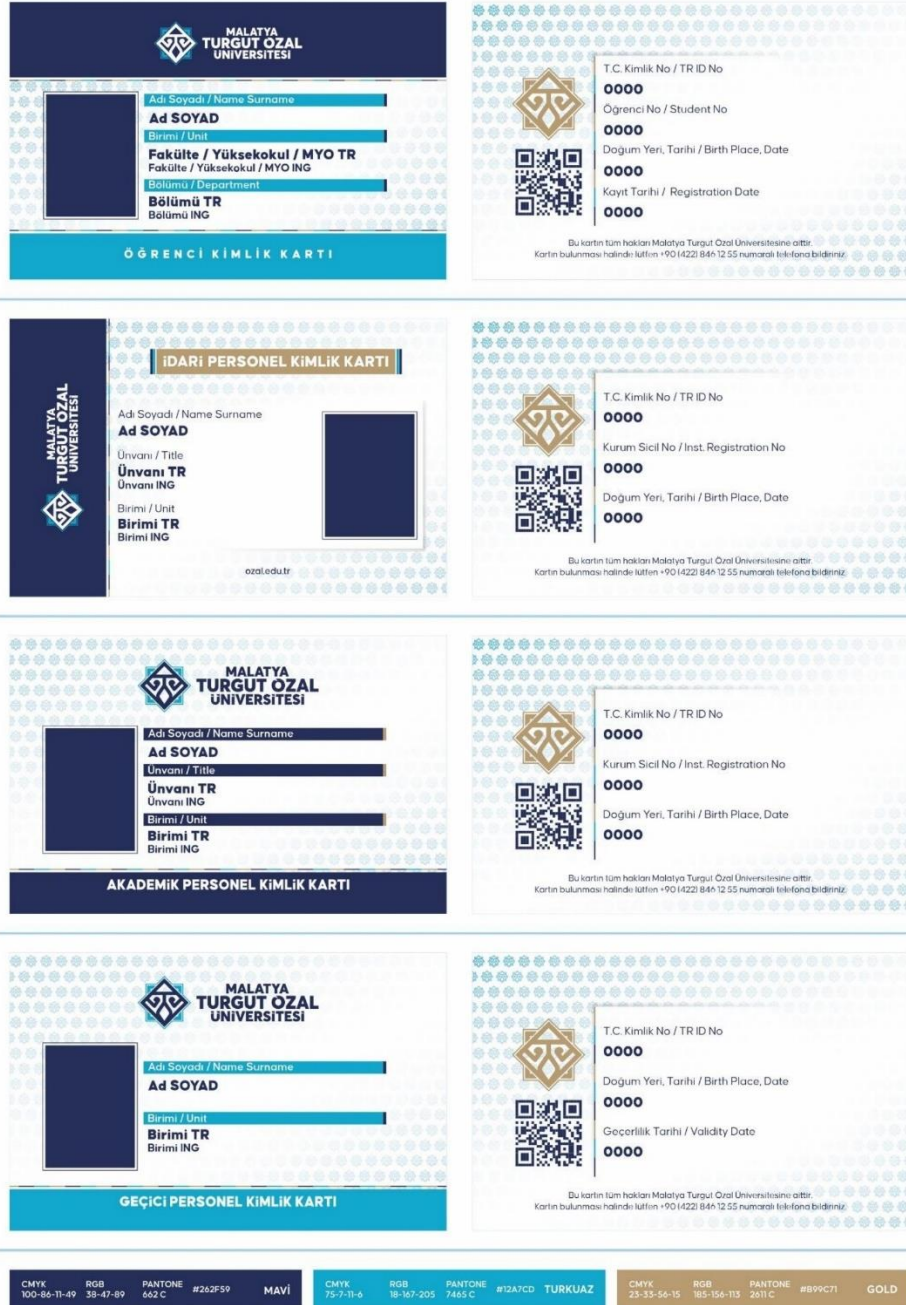 MALATYA
TURGUT ÖZAL
ÜNİVERSİTESİ
Adı Soyadı / Name Surname
Ad SOYAD
Birimi / Unit
Fakülte / Yüksekokul / MYO TR
Fakülte / Yüksekokul / MYO ING
Bölümü / Department
Bölümü TR
Bölümü ING
ÖĞRENCİ KİMLİK KARTI
T.C. Kimlik No / TR ID No
0000
Öğrenci No / Student No
0000
Doğum Yeri, Tarihi / Birth Place, Date
0000
Kayıt Tarihi / Registration Date
0000
Bu kartın tüm hakları Malatya Turgut Özal Üniversitesine aittir.
Kartın bulunması halinde lütfen +90 (422) 846 12 55 numaralı telefona bildiriniz.
MALATYA
TURGUT ÖZAL
ÜNİVERSİTESİ
İDARİ PERSONEL KİMLİK KARTI
Adı Soyadı / Name Surname
Ad SOYAD
Ünvanı / Title
Ünvanı TR
Ünvanı ING
Birimi / Unit
Birimi TR
Birimi ING
ozal.edu.tr
T.C. Kimlik No / TR ID No
0000
Kurum Sicil No / Inst. Registration No
0000
Doğum Yeri, Tarihi / Birth Place, Date
0000
Bu kartın tüm hakları Malatya Turgut Özal Üniversitesine aittir.
Kartın bulunması halinde lütfen +90 (422) 846 12 55 numaralı telefona bildiriniz.
MALATYA
TURGUT ÖZAL
ÜNİVERSİTESİ
Adı Soyadı / Name Surname
Ad SOYAD
Ünvanı / Title
Ünvanı TR
Ünvanı ING
Birimi / Unit
Birimi TR
Birimi ING
AKADEMİK PERSONEL KİMLİK KARTI
T.C. Kimlik No / TR ID No
0000
Kurum Sicil No / Inst. Registration No
0000
Doğum Yeri, Tarihi / Birth Place, Date
0000
Bu kartın tüm hakları Malatya Turgut Özal Üniversitesine aittir.
Kartın bulunması halinde lütfen +90 (422) 846 12 55 numaralı telefona bildiriniz.
MALATYA
TURGUT ÖZAL
ÜNİVERSİTESİ
Adı Soyadı / Name Surname
Ad SOYAD
Birimi / Unit
Birimi TR
Birimi ING
GEÇİCİ PERSONEL KİMLİK KARTI
T.C. Kimlik No / TR ID No
0000
Doğum Yeri, Tarihi / Birth Place, Date
0000
Geçerlilik Tarihi / Validity Date
0000
Bu kartın tüm hakları Malatya Turgut Özal Üniversitesine aittir.
Kartın bulunması halinde lütfen +90 (422) 846 12 55 numaralı telefona bildiriniz.
CMYK RGB PANTONE #262F59 MAVİ
100-86-11-49 38-47-89 662 C
CMYK RGB PANTONE #12A7CD TURKUAZ
75-7-11-6 18-167-205 7465 C
CMYK RGB PANTONE #B99C71 GOLD
23-33-56-15 185-156-113 2611 C